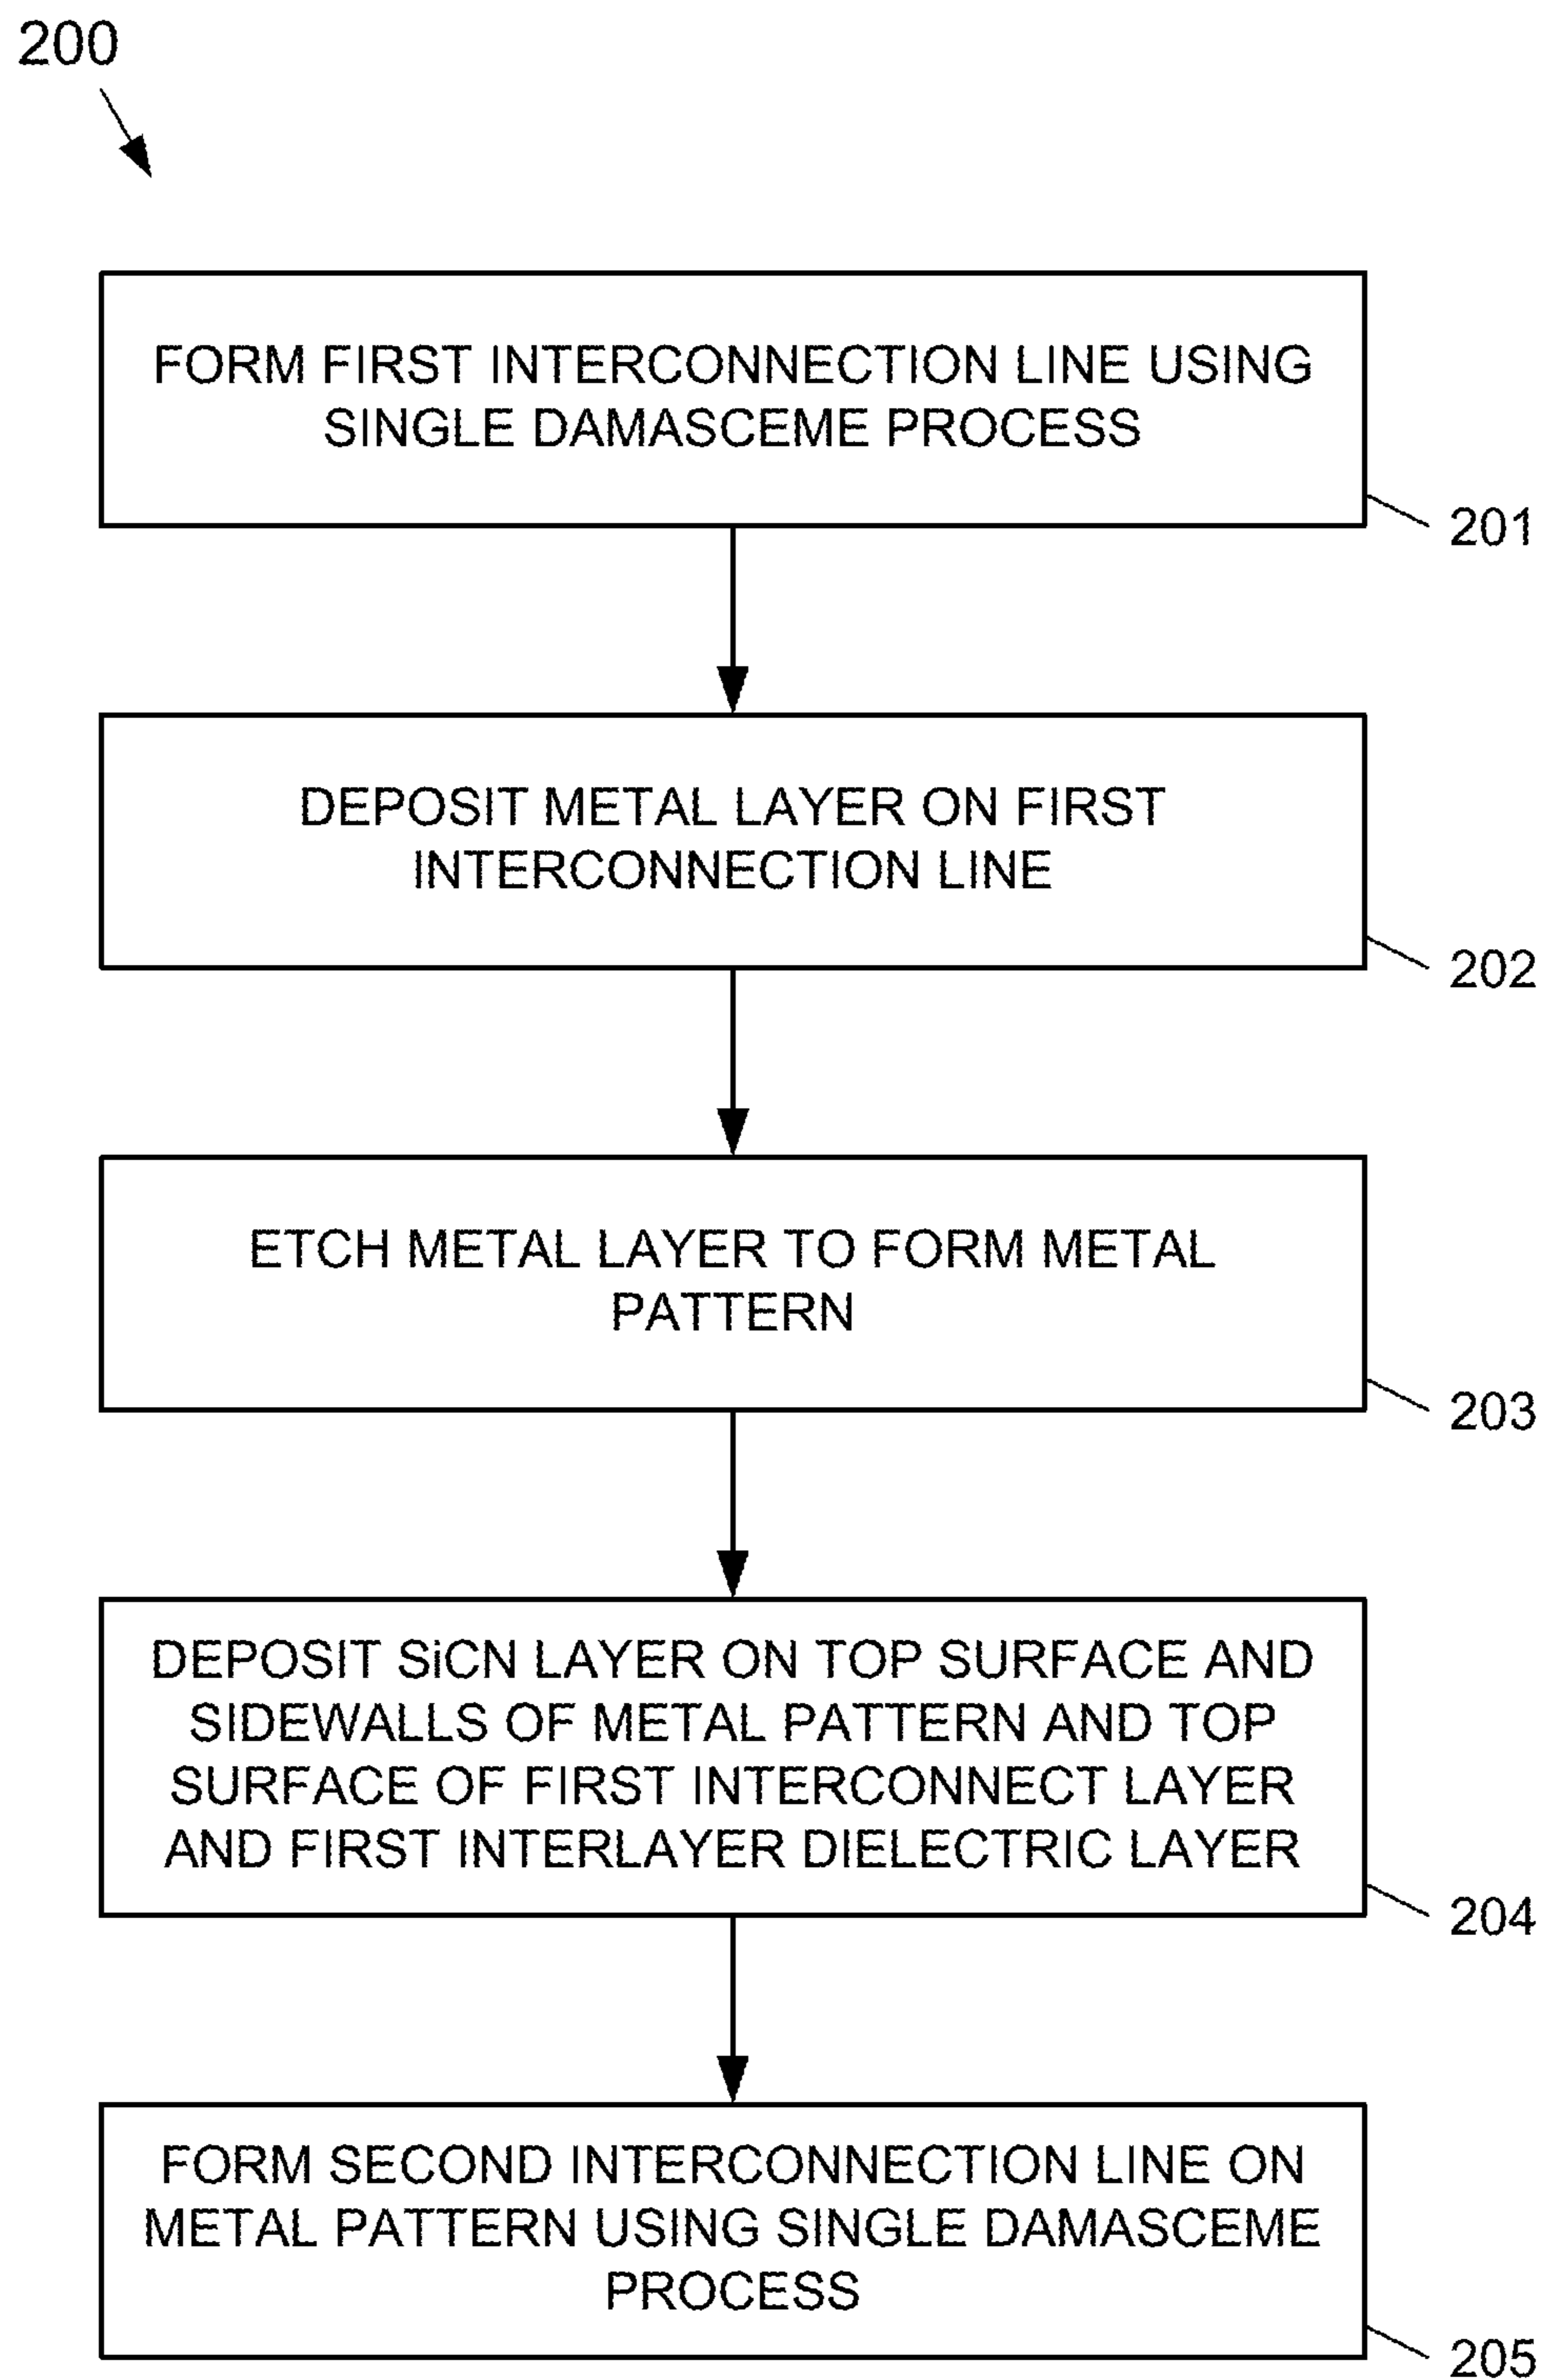 200
FORM FIRST INTERCONNECTION LINE USING
SINGLE DAMASCEME PROCESS
201
DEPOSIT METAL LAYER ON FIRST
INTERCONNECTION LINE
202
ETCH METAL LAYER TO FORM METAL
PATTERN
203
DEPOSIT SiCN LAYER ON TOP SURFACE AND
SIDEWALLS OF METAL PATTERN AND TOP
SURFACE OF FIRST INTERCONNECT LAYER
AND FIRST INTERLAYER DIELECTRIC LAYER
204
FORM SECOND INTERCONNECTION LINE ON
METAL PATTERN USING SINGLE DAMASCEME
PROCESS
205